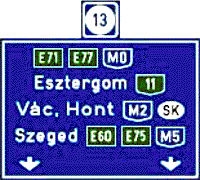 13
E71 E77 M0
Esztergom 11
Vác, Hont M2 SK
Szeged E60 E75 M5